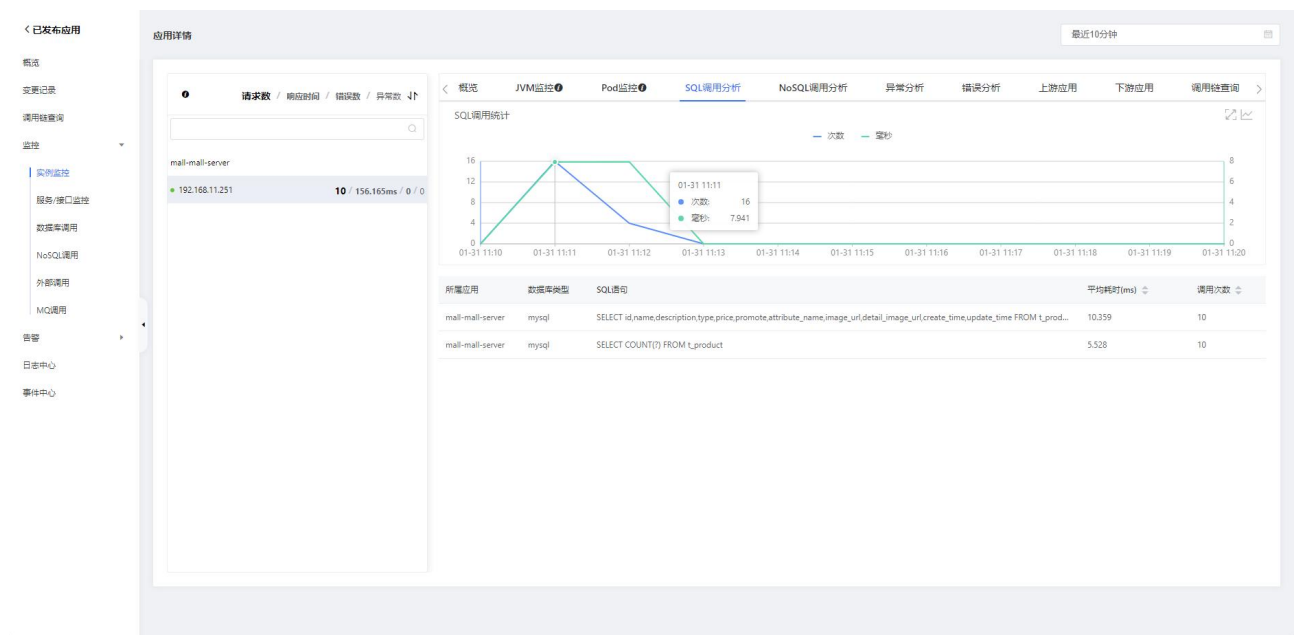 已发布应用
概览
变更记录
调用链查询
监控
实例监控
服务/接口监控
数据库调用
NoSQL调用
外部调用
MQ调用
告警
日志中心
事件中心
应用详情
最近10分钟
请求数 / 响应时间 / 错误数 / 异常数
mall-mall-server
192.168.11.251 10 / 156.165ms / 0 / 0
概览 JVM监控 Pod监控 SQL调用分析 NoSQL调用分析 异常分析 错误分析 上游应用 下游应用 调用链查询
SQL调用统计
次数 毫秒
16 8
12 6
8 4
4 2
0 0
01-31 11:11
次数: 16
毫秒: 7.941
01-31 11:10 01-31 11:11 01-31 11:12 01-31 11:13 01-31 11:14 01-31 11:15 01-31 11:16 01-31 11:17 01-31 11:18 01-31 11:19 01-31 11:20
所属应用 数据库类型 SQL语句 平均耗时(ms) 调用次数
mall-mall-server mysql SELECT id,name,description,type,price,promote,attribute_name,image_url,detail_image_url,create_time,update_time FROM t_prod... 10.359 10
mall-mall-server mysql SELECT COUNT(?) FROM t_product 5.528 10